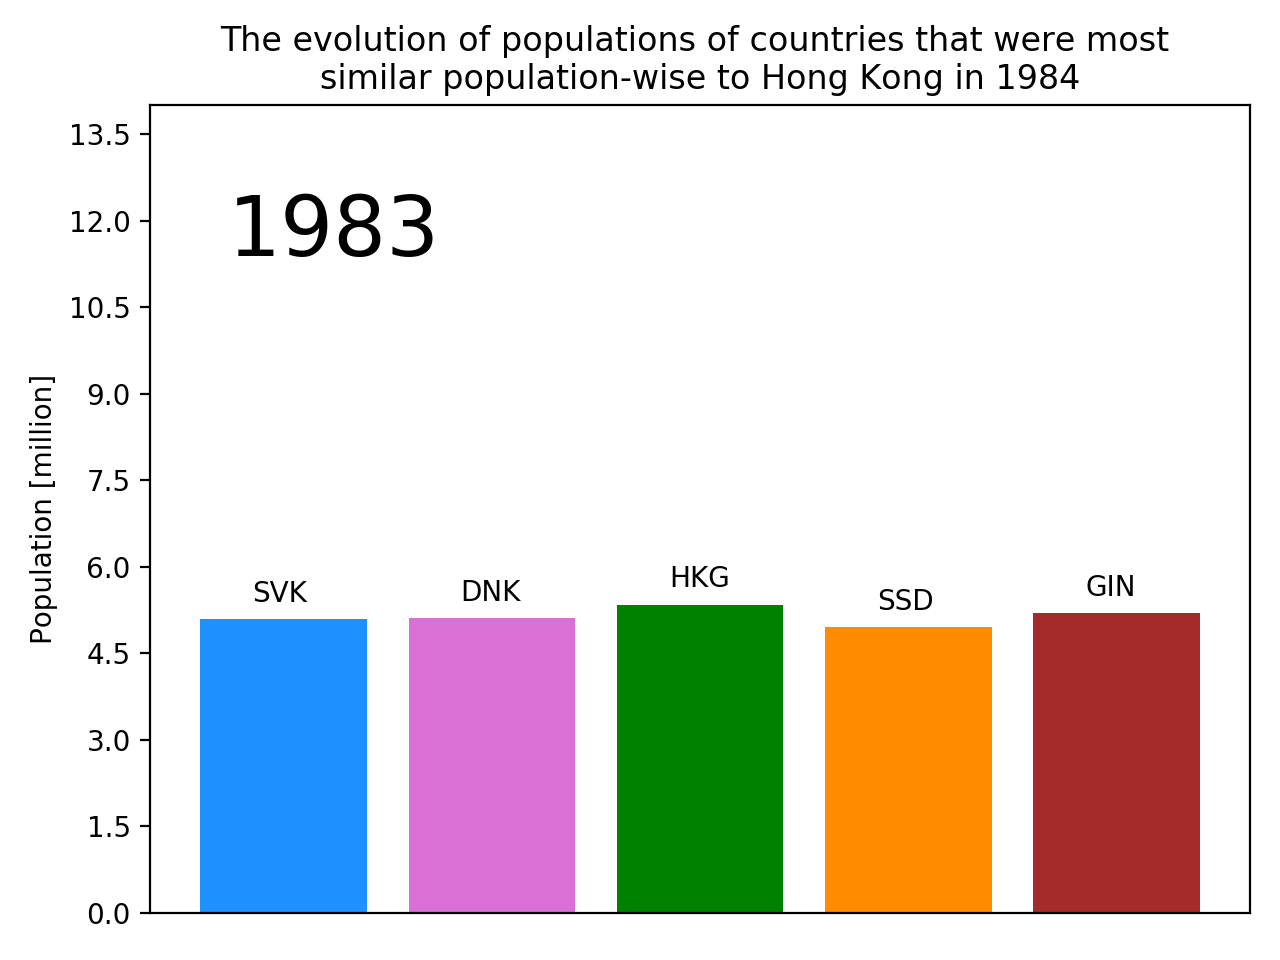 The evolution of populations of countries that were most
similar population-wise to Hong Kong in 1984
13.5
12.0
10.5
9.0
7.5
6.0
4.5
3.0
1.5
0.0
Population [million]
1983
SVK
DNK
HKG
SSD
GIN